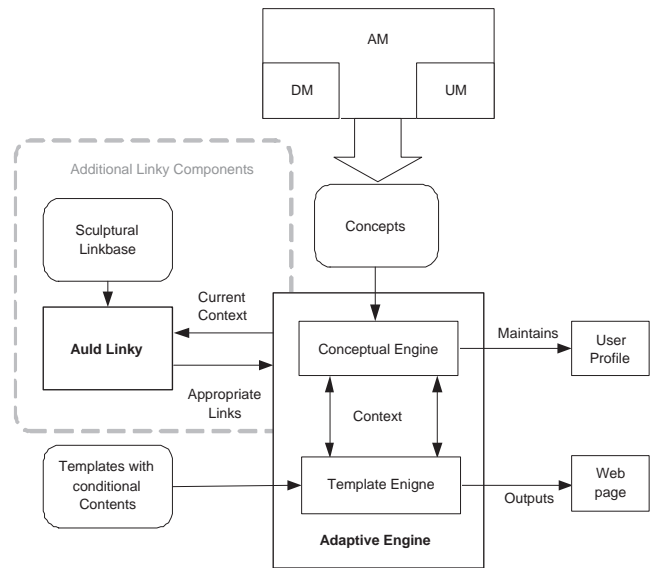 AM
DM
UM
Additional Linky Components
Sculptural
Linkbase
Concepts
Current
Context
Auld Linky
Appropriate
Links
Conceptual Engine
Maintains
User
Profile
Context
Templates with
conditional
Contents
Template Enigne
Outputs
Web
page
Adaptive Engine